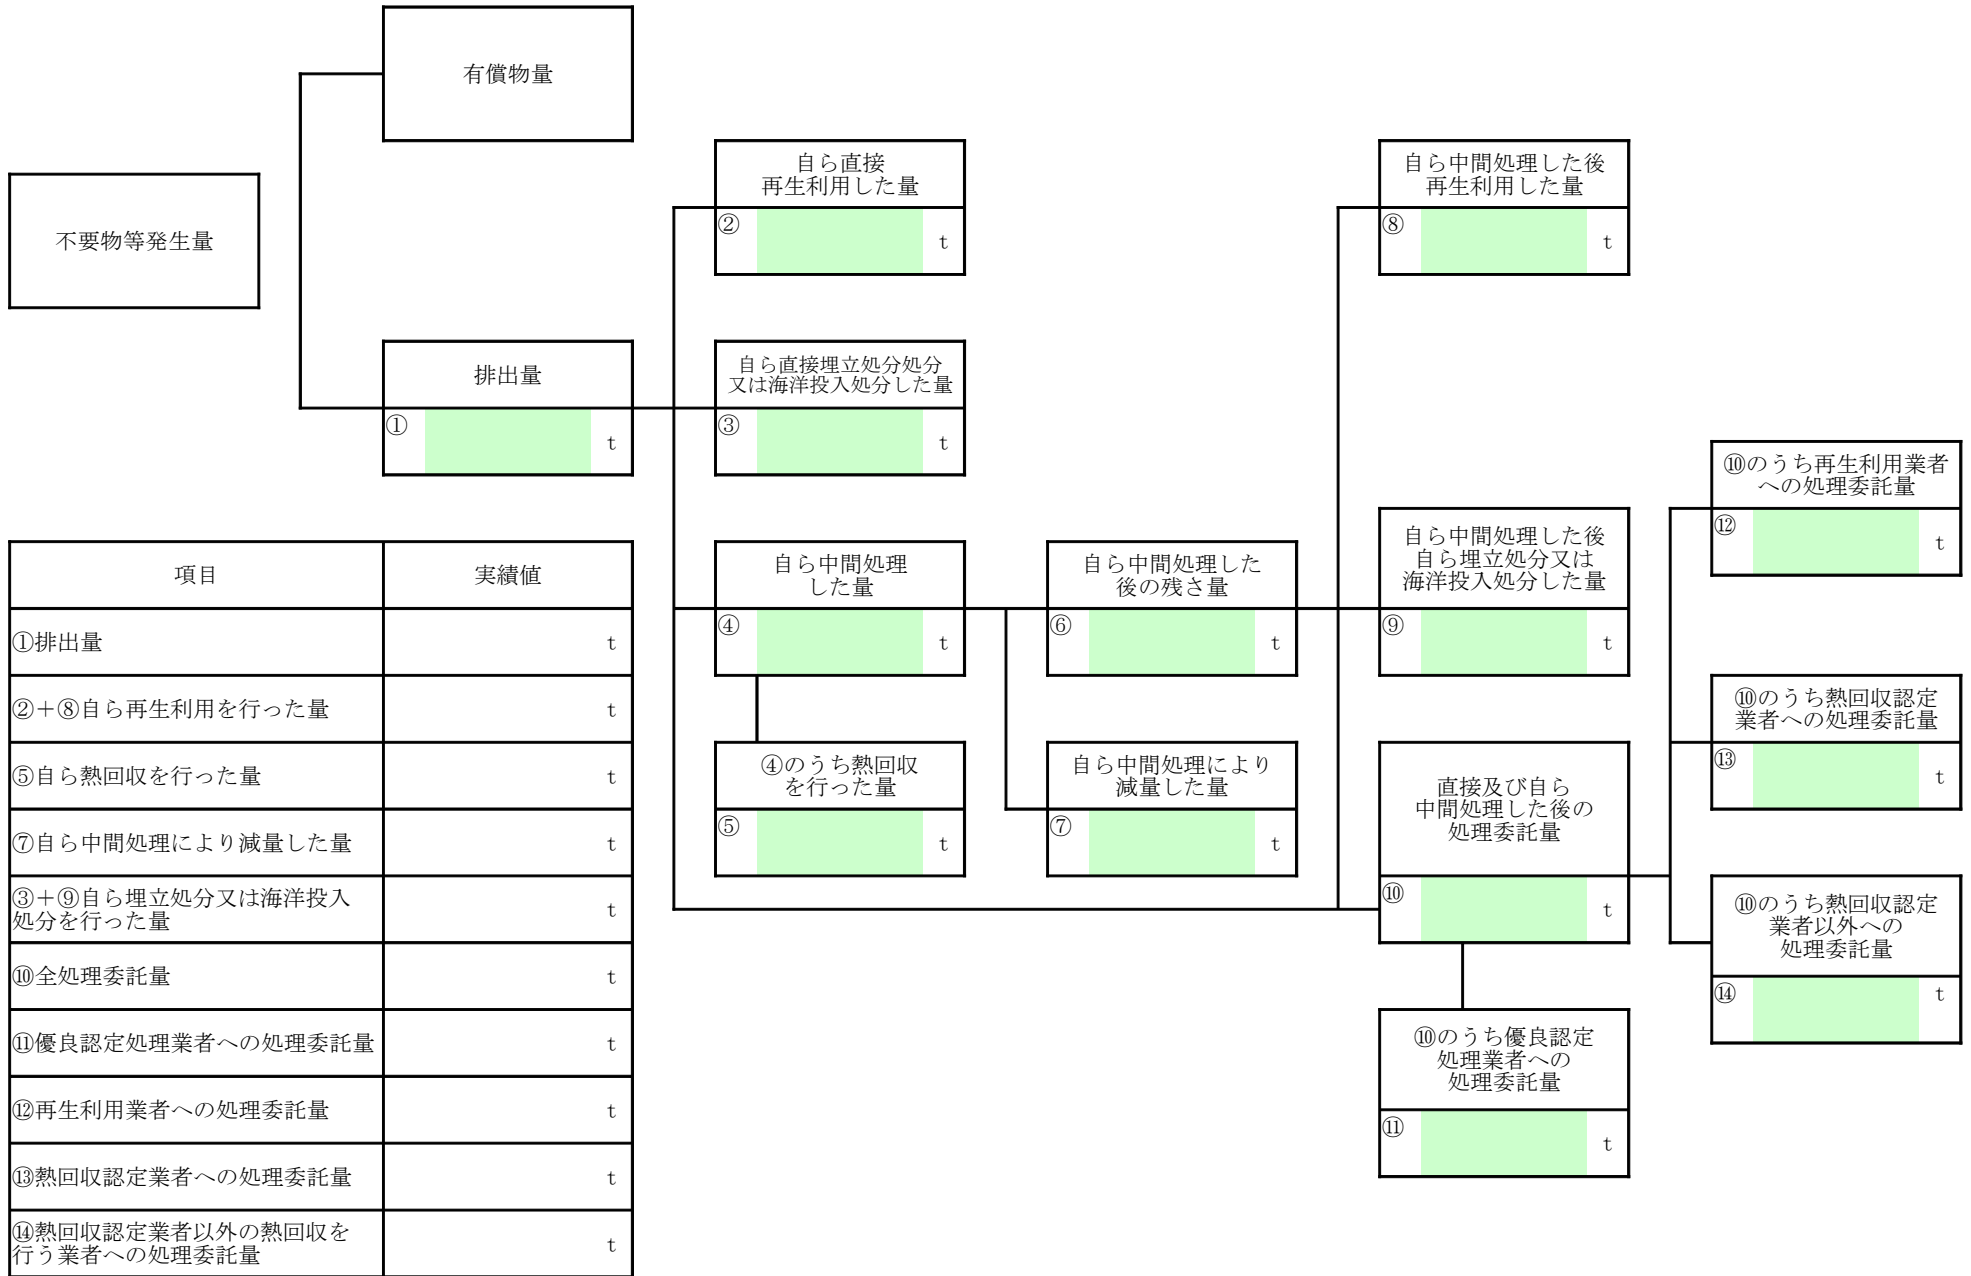 有償物量
不要物等発生量
自ら直接
再生利用した量
②
t
自ら中間処理した後
再生利用した量
⑧
t
排出量
①
t
自ら直接埋立処分処分
又は海洋投入処分した量
③
t
⑩のうち再生利用業者
への処理委託量
⑫
t
自ら中間処理
した量
④
t
自ら中間処理した
後の残さ量
⑥
t
自ら中間処理した後
自ら埋立処分又は
海洋投入処分した量
⑨
t
⑩のうち熱回収認定
業者への処理委託量
⑬
t
④のうち熱回収
を行った量
⑤
t
自ら中間処理により
減量した量
⑦
t
直接及び自ら
中間処理した後の
処理委託量
⑩
t
⑩のうち熱回収認定
業者以外への
処理委託量
⑭
t
⑩のうち優良認定
処理業者への
処理委託量
⑪
t
項目 実績値
①排出量 t
②+⑧自ら再生利用を行った量 t
⑤自ら熱回収を行った量 t
⑦自ら中間処理により減量した量 t
③+⑨自ら埋立処分又は海洋投入
処分を行った量 t
⑩全処理委託量 t
⑪優良認定処理業者への処理委託量 t
⑫再生利用業者への処理委託量 t
⑬熱回収認定業者への処理委託量 t
⑭熱回収認定業者以外の熱回収を
行う業者への処理委託量 t